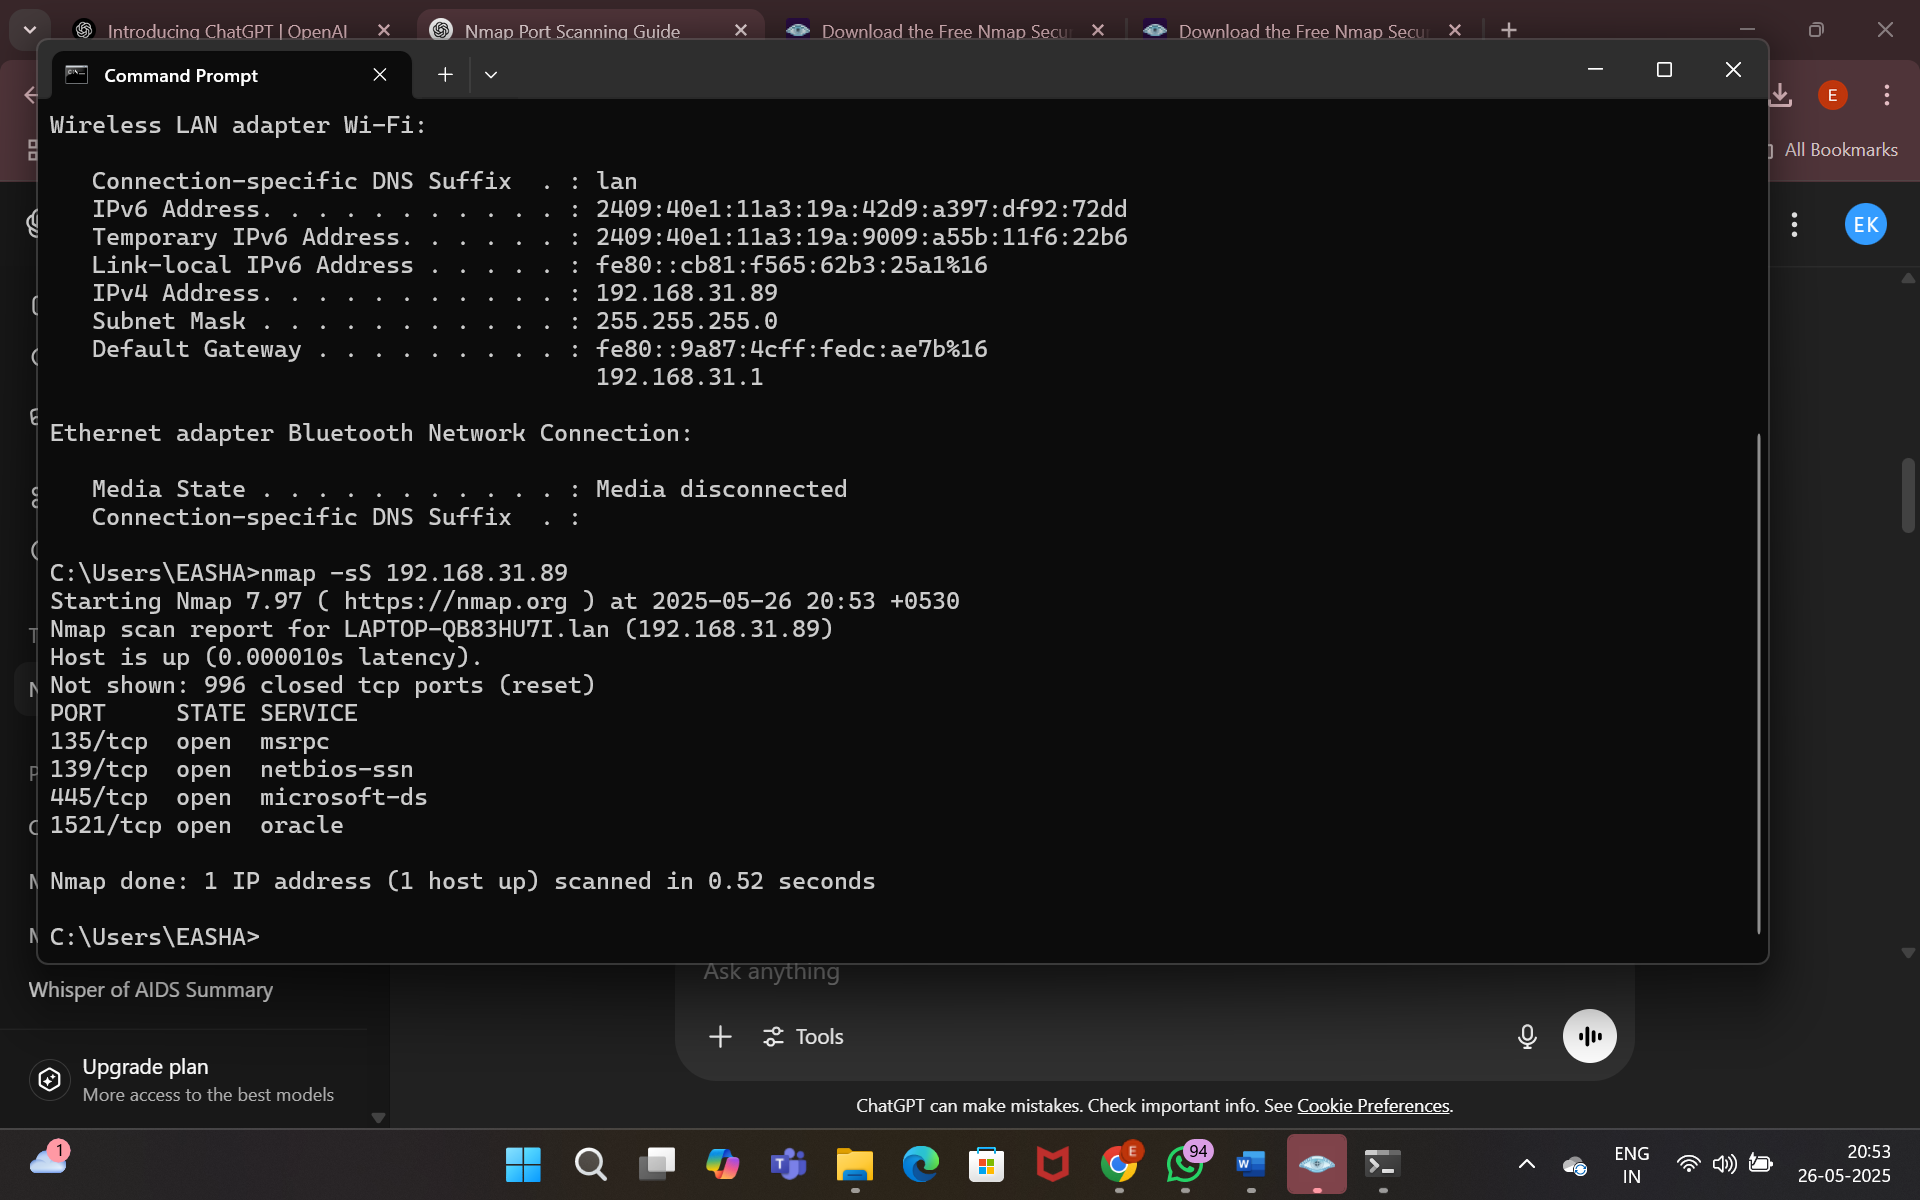 Introducing ChatGPT | OpenAI
Nmap Port Scanning Guide
Download the Free Nmap Secu
Download the Free Nmap Secu
Command Prompt
E
All Bookmarks
EK
Wireless LAN adapter Wi-Fi:
Connection-specific DNS Suffix  . : lan
IPv6 Address. . . . . . . . . . . : 2409:40e1:11a3:19a:42d9:a397:df92:72dd
Temporary IPv6 Address. . . . . . : 2409:40e1:11a3:19a:9009:a55b:11f6:22b6
Link-local IPv6 Address . . . . . : fe80::cb81:f565:62b3:25a1%16
IPv4 Address. . . . . . . . . . . : 192.168.31.89
Subnet Mask . . . . . . . . . . . : 255.255.255.0
Default Gateway . . . . . . . . . : fe80::9a87:4cff:fedc:ae7b%16
192.168.31.1
Ethernet adapter Bluetooth Network Connection:
Media State . . . . . . . . . . . : Media disconnected
Connection-specific DNS Suffix  . :
C:\Users\EASHA>nmap -sS 192.168.31.89
Starting Nmap 7.97 ( https://nmap.org ) at 2025-05-26 20:53 +0530
Nmap scan report for LAPTOP-QB83HU7I.lan (192.168.31.89)
Host is up (0.000010s latency).
Not shown: 996 closed tcp ports (reset)
PORT     STATE SERVICE
135/tcp  open  msrpc
139/tcp  open  netbios-ssn
445/tcp  open  microsoft-ds
1521/tcp open  oracle
Nmap done: 1 IP address (1 host up) scanned in 0.52 seconds
C:\Users\EASHA>
Ask anything
Whisper of AIDS Summary
Tools
Upgrade plan
More access to the best models
ChatGPT can make mistakes. Check important info. See Cookie Preferences.
1
E
94
ENG
IN
20:53
26-05-2025